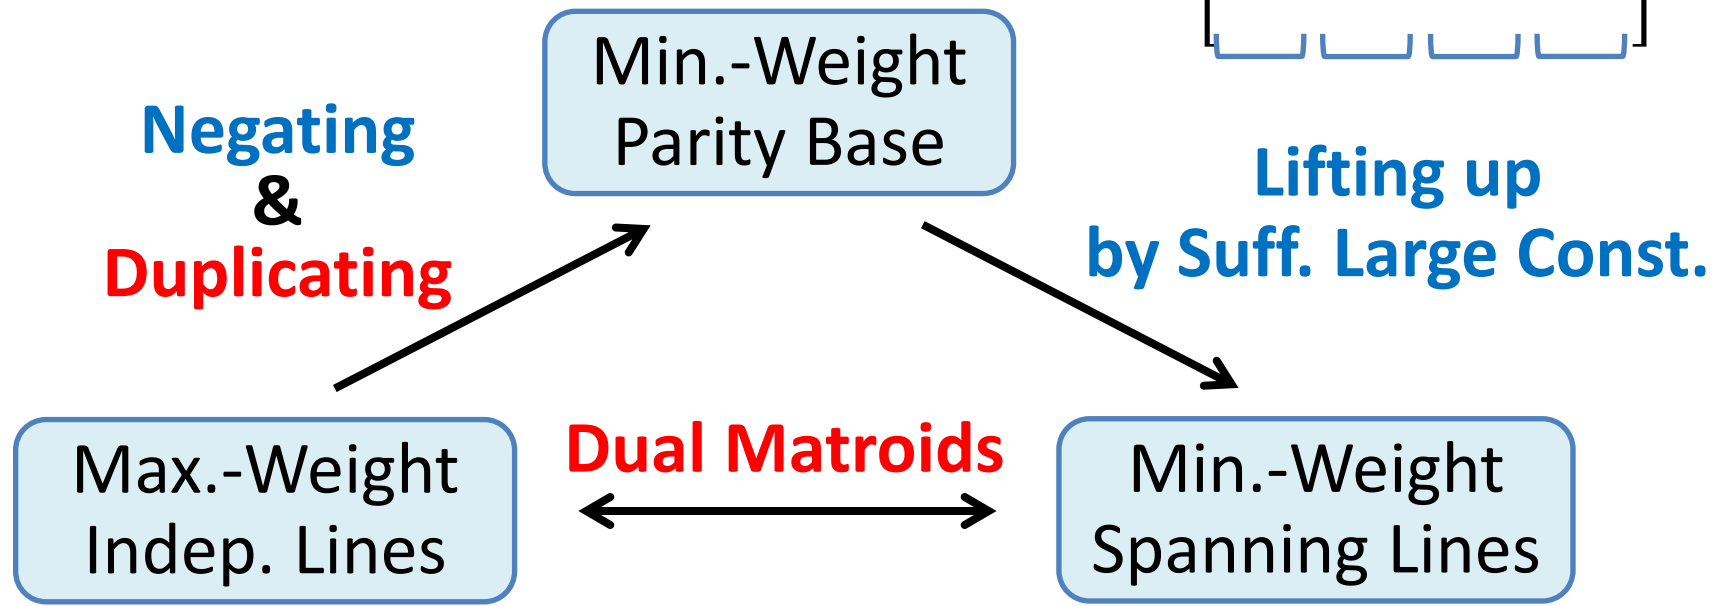 Min.-Weight
Parity Base
Negating
&
Duplicating
Lifting up
by Suff. Large Const.
Max.-Weight
Indep. Lines
Dual Matroids
Min.-Weight
Spanning Lines